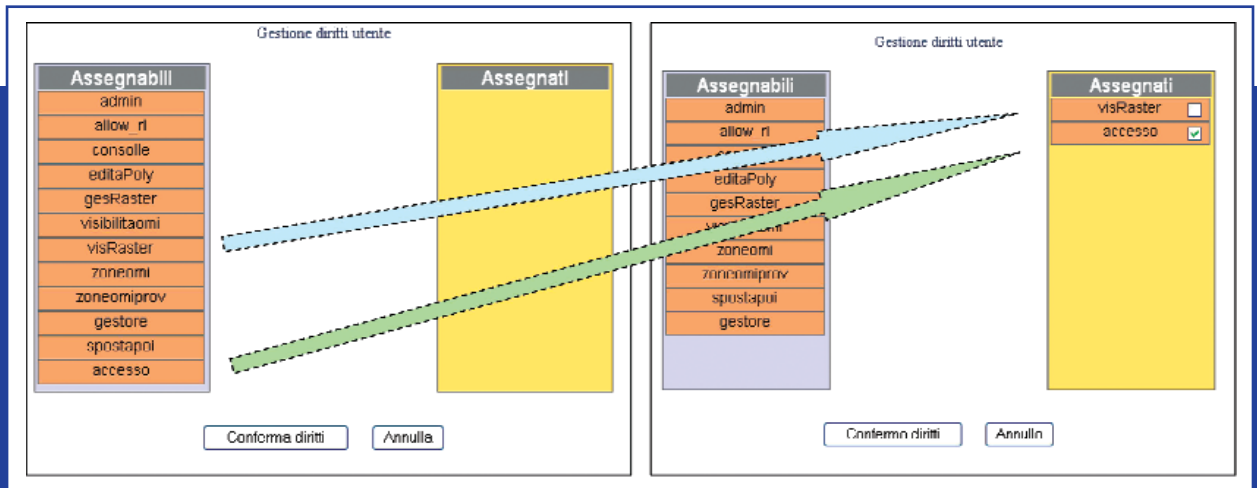 Gestione diritti utente
Assegnabili
admin
allow_rl
consolle
editaPoly
gesRaster
visibilitaomi
visRaster
zoneomi
zoneomiprov
gestore
spostapoi
accesso
Assegnati
Conferma diritti
Annulla
Gestione diritti utente
Assegnabili
admin
allow_rl
editaPoly
gesRaster
zoneomi
zoneomiprov
spostapoi
gestore
Assegnati
visRaster
accesso
Conferma diritti
Annulla